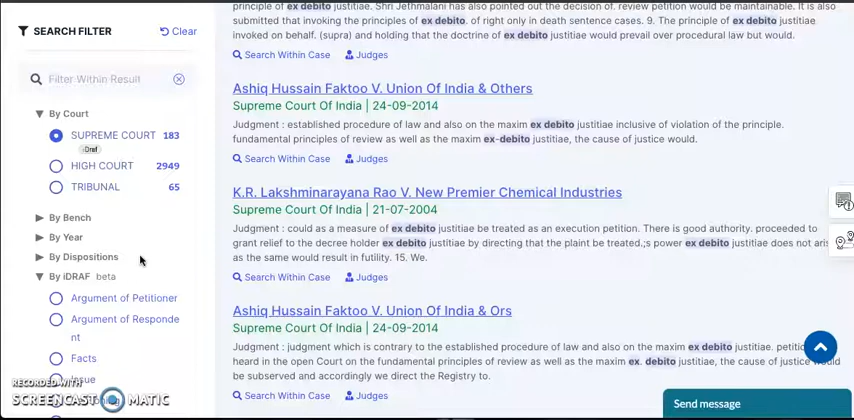 SEARCH FILTER
Clear
Filter Within Result
By Court
SUPREME COURT 183
iDraf
HIGH COURT 2949
TRIBUNAL 65
By Bench
By Year
By Dispositions
By iDRAF beta
Argument of Petitioner
Argument of Responde
nt
Facts
Issue
RECORDED WITH
SCREENCAST MATIC
principle of ex debito justitiae. Shri Jethmalani has also pointed out the decision of. review petition would be maintainable. It is also
submitted that invoking the principles of ex debito. of right only in death sentence cases. 9. The principle of ex debito justitiae
invoked on behalf. (supra) and holding that the doctrine of ex debito justitiae would prevail over procedural law but would.
Search Within Case Judges
Ashiq Hussain Faktoo V. Union Of India & Others
Supreme Court Of India | 24-09-2014
Judgment : established procedure of law and also on the maxim ex debito justitiae inclusive of violation of the principle.
fundamental principles of review as well as the maxim ex-debito justitiae, the cause of justice would.
Search Within Case Judges
K.R. Lakshminarayana Rao V. New Premier Chemical Industries
Supreme Court Of India | 21-07-2004
Judgment : could as a measure of ex debito justitiae be treated as an execution petition. There is good authority. proceeded to
grant relief to the decree holder ex debito justitiae by directing that the plaint be treated.;s power ex debito justitiae does not aris
as the same would result in futility. 15. We.
Search Within Case Judges
Ashiq Hussain Faktoo V. Union Of India & Ors
Supreme Court Of India | 24-09-2014
Judgment : judgment which is contrary to the established procedure of law and also on the maxim ex debito justitiae. petitio
heard in the open Court on the fundamental principles of review as well as the maxim ex. debito justitiae, the cause of justice would
be observed and accordingly we direct the Registry to.
Search Within Case Judges
Send message